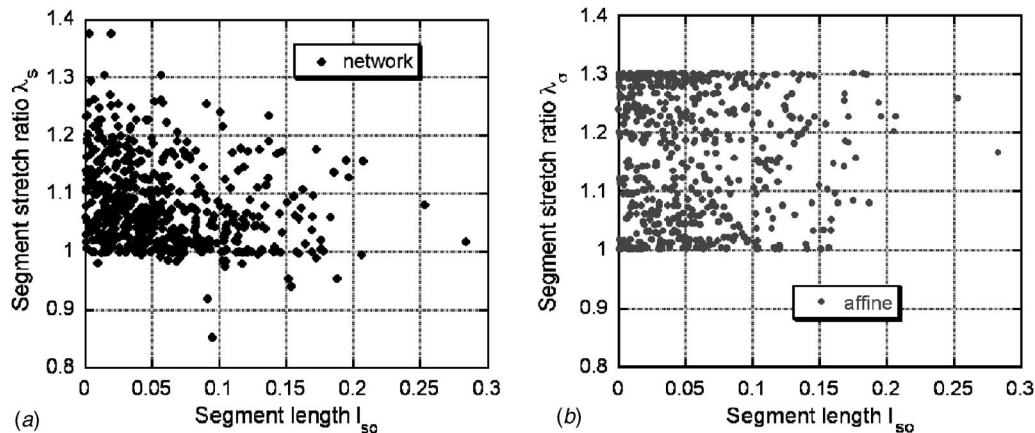 1.4
1.3
1.2
1.1
1
0.9
0.8
Segment stretch ratio λs
network
0 0.05 0.1 0.15 0.2 0.25 0.3
(a) Segment length lso
1.4
1.3
1.2
1.1
1
0.9
0.8
Segment stretch ratio λσ
affine
0 0.05 0.1 0.15 0.2 0.25 0.3
(b) Segment length lso